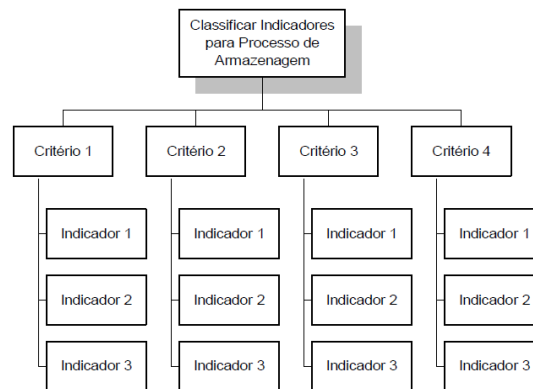 Classificar Indicadores
para Processo de
Armazenagem
Critério 1
Critério 2
Critério 3
Critério 4
Indicador 1
Indicador 1
Indicador 1
Indicador 1
Indicador 2
Indicador 2
Indicador 2
Indicador 2
Indicador 3
Indicador 3
Indicador 3
Indicador 3